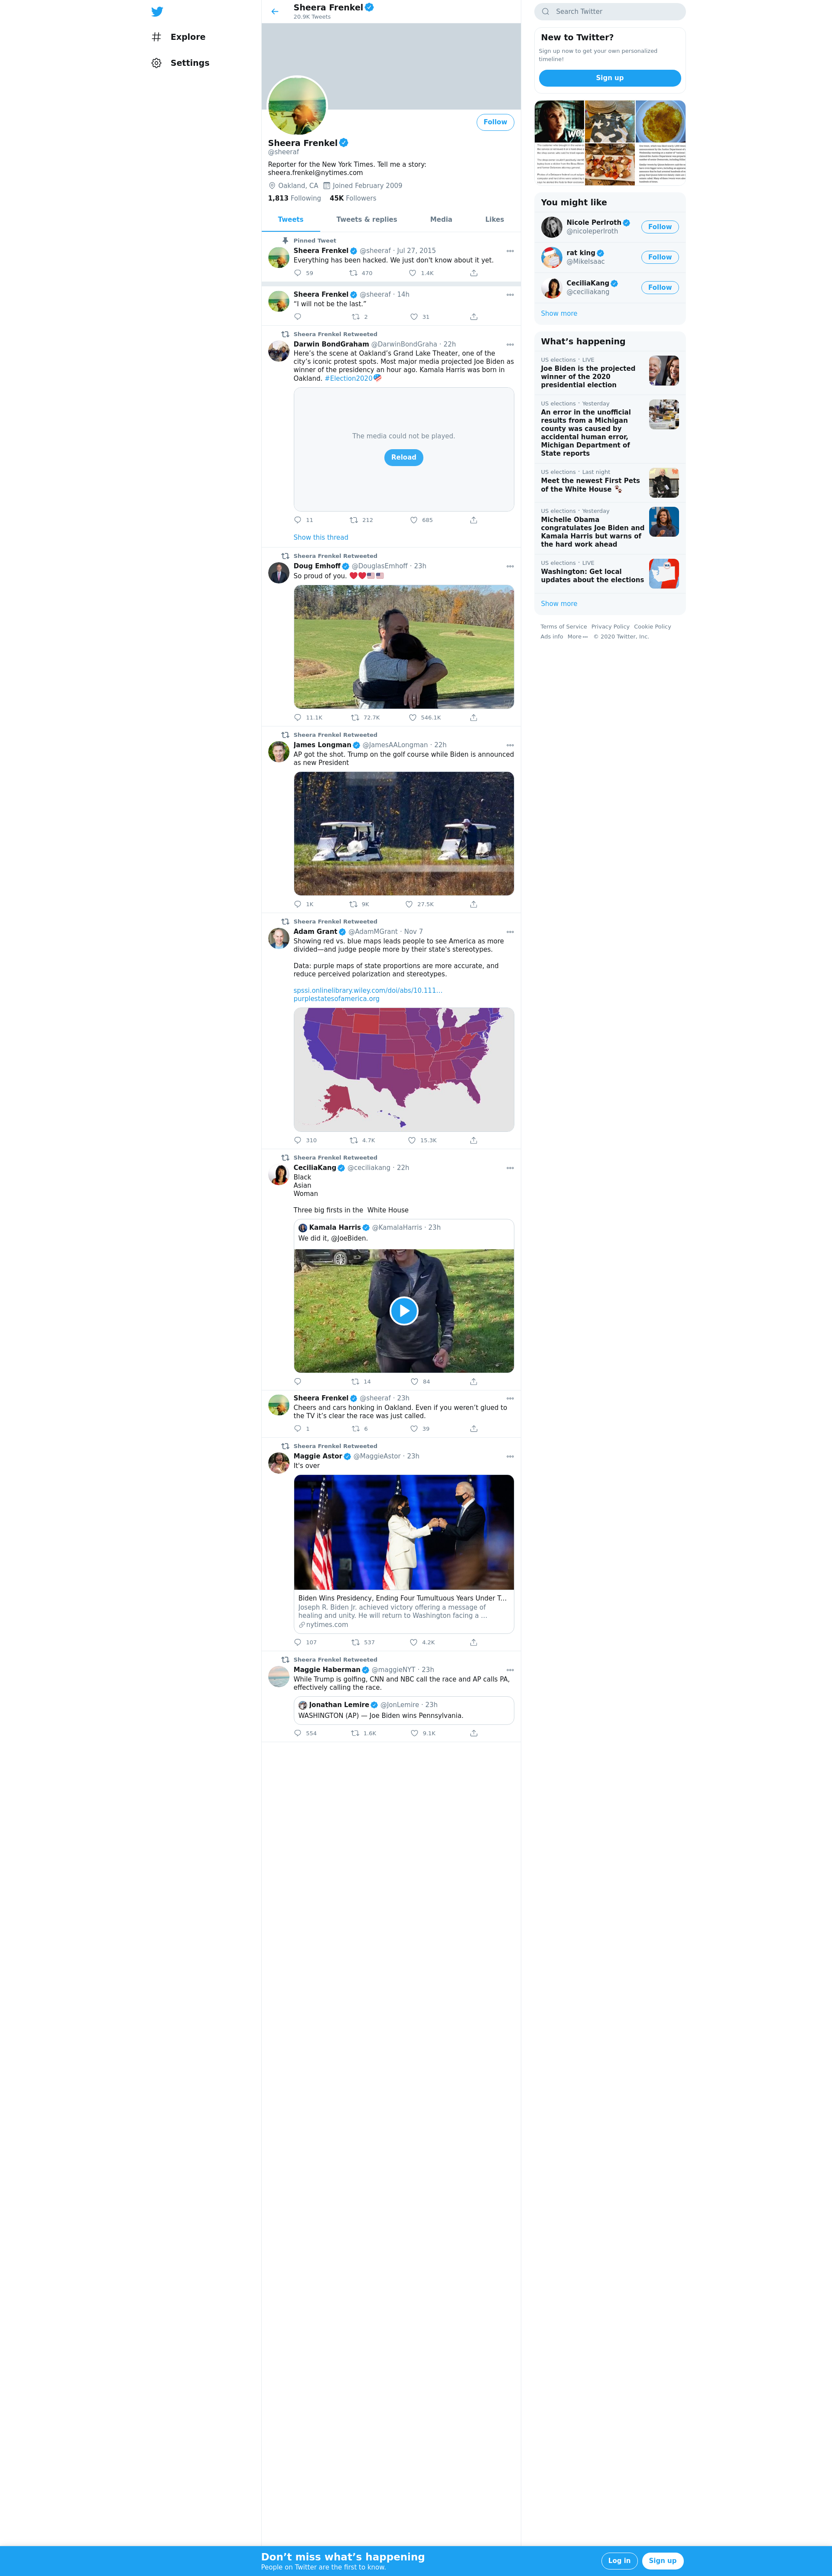 Explore
Settings
Sheera Frenkel
20.9K Tweets
Follow
Sheera Frenkel
@sheeraf
Reporter for the New York Times. Tell me a story:
sheera.frenkel@nytimes.com
Oakland, CA Joined February 2009
1,813 Following 45K Followers
Tweets Tweets & replies Media Likes
Pinned Tweet
Sheera Frenkel @sheeraf · Jul 27, 2015
Everything has been hacked. We just don't know about it yet.
59 470 1.4K
Sheera Frenkel @sheeraf · 14h
"I will not be the last."
2 31
Sheera Frenkel Retweeted
Darwin BondGraham @DarwinBondGraha · 22h
Here's the scene at Oakland's Grand Lake Theater, one of the
city's iconic protest spots. Most major media projected Joe Biden as
winner of the presidency an hour ago. Kamala Harris was born in
Oakland. #Election2020
The media could not be played.
Reload
11 212 685
Show this thread
Sheera Frenkel Retweeted
Doug Emhoff @DouglasEmhoff · 23h
So proud of you. ❤️❤️🇺🇸🇺🇸
11.1K 72.7K 546.1K
Sheera Frenkel Retweeted
James Longman @JamesAALongman · 22h
AP got the shot. Trump on the golf course while Biden is announced
as new President
1K 9K 27.5K
Sheera Frenkel Retweeted
Adam Grant @AdamMGrant · Nov 7
Showing red vs. blue maps leads people to see America as more
divided—and judge people more by their state's stereotypes.
Data: purple maps of state proportions are more accurate, and
reduce perceived polarization and stereotypes.
spssi.onlinelibrary.wiley.com/doi/abs/10.111…
purplestatesofamerica.org
310 4.7K 15.3K
Sheera Frenkel Retweeted
CeciliaKang @ceciliakang · 22h
Black
Asian
Woman
Three big firsts in the  White House
Kamala Harris @KamalaHarris · 23h
We did it, @JoeBiden.
14 84
Sheera Frenkel @sheeraf · 23h
Cheers and cars honking in Oakland. Even if you weren't glued to
the TV it's clear the race was just called.
1 6 39
Sheera Frenkel Retweeted
Maggie Astor @MaggieAstor · 23h
It's over
Biden Wins Presidency, Ending Four Tumultuous Years Under T…
Joseph R. Biden Jr. achieved victory offering a message of
healing and unity. He will return to Washington facing a …
nytimes.com
107 537 4.2K
Sheera Frenkel Retweeted
Maggie Haberman @maggieNYT · 23h
While Trump is golfing, CNN and NBC call the race and AP calls PA,
effectively calling the race.
Jonathan Lemire @JonLemire · 23h
WASHINGTON (AP) — Joe Biden wins Pennsylvania.
554 1.6K 9.1K
Search Twitter
New to Twitter?
Sign up now to get your own personalized
timeline!
Sign up
You might like
Nicole Perlroth
@nicoleperlroth
Follow
rat king
@MikeIsaac
Follow
CeciliaKang
@ceciliakang
Follow
Show more
What's happening
US elections · LIVE
Joe Biden is the projected
winner of the 2020
presidential election
US elections · Yesterday
An error in the unofficial
results from a Michigan
county was caused by
accidental human error,
Michigan Department of
State reports
US elections · Last night
Meet the newest First Pets
of the White House 🐾
US elections · Yesterday
Michelle Obama
congratulates Joe Biden and
Kamala Harris but warns of
the hard work ahead
US elections · LIVE
Washington: Get local
updates about the elections
Show more
Terms of Service Privacy Policy Cookie Policy
Ads info More © 2020 Twitter, Inc.
Don't miss what's happening
People on Twitter are the first to know.
Log in
Sign up